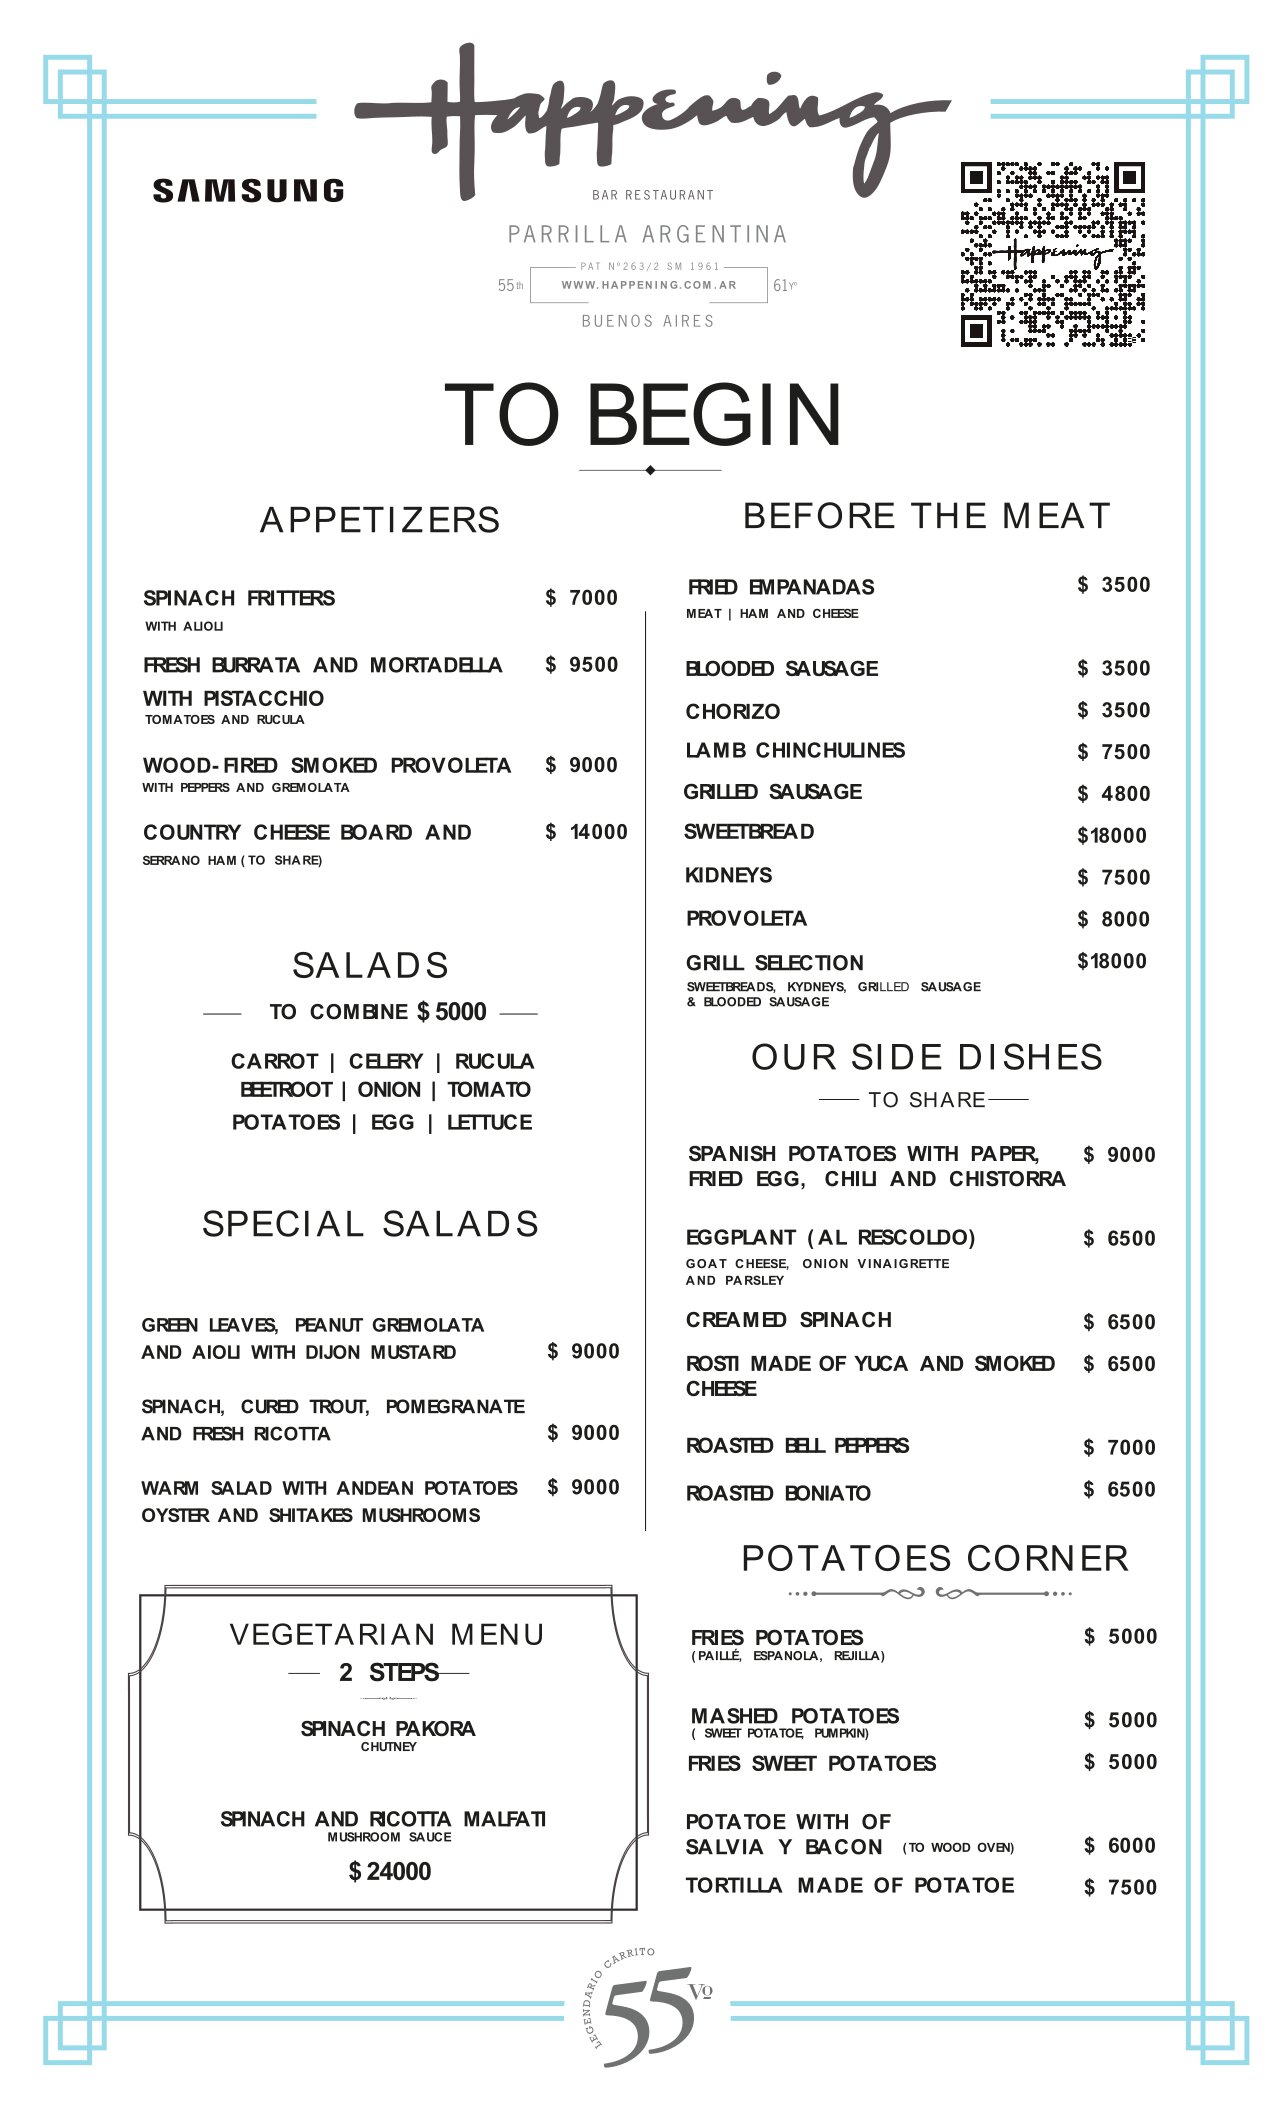 Happening
SAMSUNG
BAR RESTAURANT
PARRILLA ARGENTINA
PAT Nº263/2 SM 1961
55th WWW.HAPPENING.COM.AR 61Yº
BUENOS AIRES
Happening
TO BEGIN
APPETIZERS
SPINACH FRITTERS $ 7000
WITH ALIOLI
FRESH BURRATA AND MORTADELLA $ 9500
WITH PISTACCHIO
TOMATOES AND RUCULA
WOOD-FIRED SMOKED PROVOLETA $ 9000
WITH PEPPERS AND GREMOLATA
COUNTRY CHEESE BOARD AND $ 14000
SERRANO HAM (TO SHARE)
SALADS
TO COMBINE $ 5000
CARROT | CELERY | RUCULA
BEETROOT | ONION | TOMATO
POTATOES | EGG | LETTUCE
SPECIAL SALADS
GREEN LEAVES, PEANUT GREMOLATA
AND AIOLI WITH DIJON MUSTARD $ 9000
SPINACH, CURED TROUT, POMEGRANATE
AND FRESH RICOTTA $ 9000
WARM SALAD WITH ANDEAN POTATOES $ 9000
OYSTER AND SHITAKES MUSHROOMS
VEGETARIAN MENU
2 STEPS
SPINACH PAKORA
CHUTNEY
SPINACH AND RICOTTA MALFATI
MUSHROOM SAUCE
$ 24000
BEFORE THE MEAT
FRIED EMPANADAS $ 3500
MEAT | HAM AND CHEESE
BLOODED SAUSAGE $ 3500
CHORIZO $ 3500
LAMB CHINCHULINES $ 7500
GRILLED SAUSAGE $ 4800
SWEETBREAD $18000
KIDNEYS $ 7500
PROVOLETA $ 8000
GRILL SELECTION $18000
SWEETBREADS, KYDNEYS, GRILLED SAUSAGE
& BLOODED SAUSAGE
OUR SIDE DISHES
TO SHARE
SPANISH POTATOES WITH PAPER, $ 9000
FRIED EGG, CHILI AND CHISTORRA
EGGPLANT (AL RESCOLDO) $ 6500
GOAT CHEESE, ONION VINAIGRETTE
AND PARSLEY
CREAMED SPINACH $ 6500
ROSTI MADE OF YUCA AND SMOKED $ 6500
CHEESE
ROASTED BELL PEPPERS $ 7000
ROASTED BONIATO $ 6500
POTATOES CORNER
FRIES POTATOES $ 5000
(PAILLÉ, ESPANOLA, REJILLA)
MASHED POTATOES $ 5000
( SWEET POTATOE, PUMPKIN)
FRIES SWEET POTATOES $ 5000
POTATOE WITH OF
SALVIA Y BACON (TO WOOD OVEN) $ 6000
TORTILLA MADE OF POTATOE $ 7500
LEGENDARIO CARRITO
55 Vº